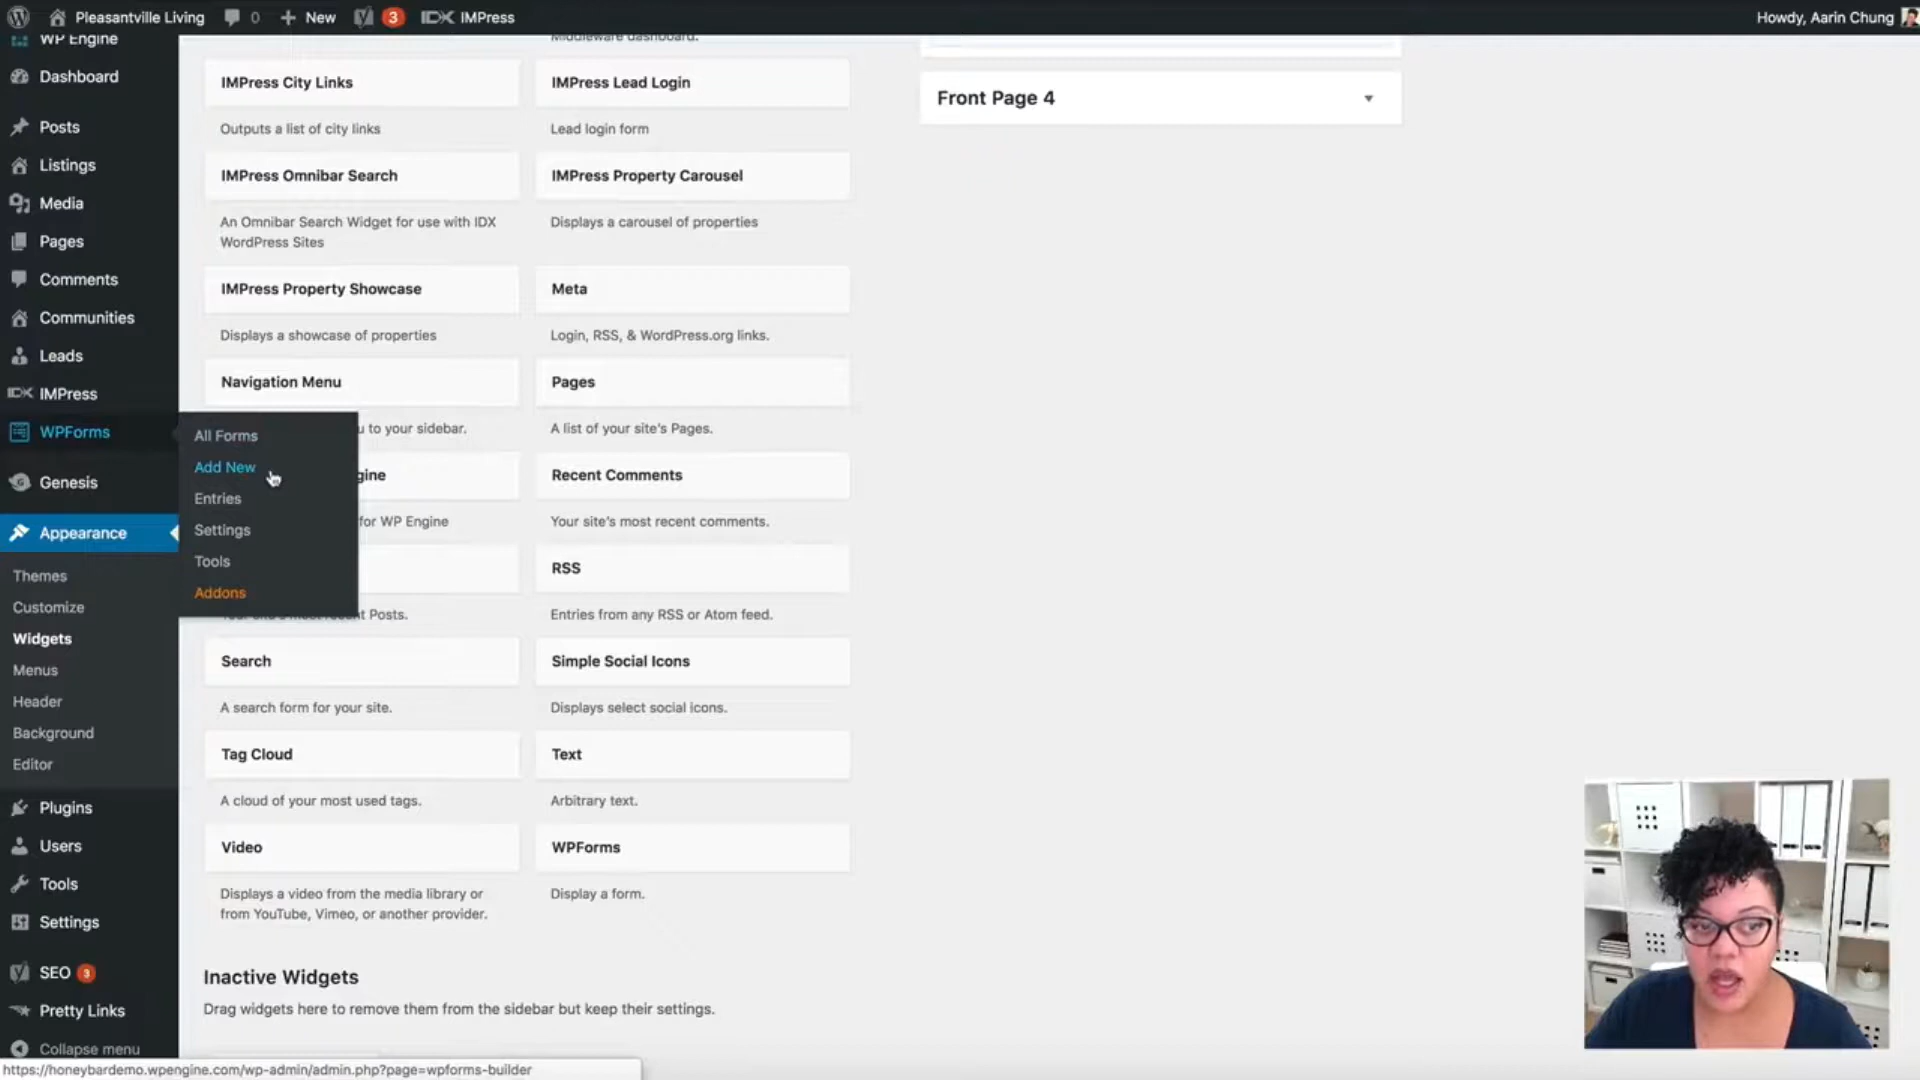 Pleasantville Living 0 + New 3 IDX IMPress
Howdy, Aarin Chung
WP Engine
Dashboard
Posts
Listings
Media
Pages
Comments
Communities
Leads
IDX IMPress
WPForms
Genesis
Appearance
Themes
Customize
Widgets
Menus
Header
Background
Editor
Plugins
Users
Tools
Settings
SEO 3
Pretty Links
Collapse menu
All Forms
Add New
Entries
Settings
Tools
Addons
Middleware dashboard.
IMPress City Links
Outputs a list of city links
IMPress Lead Login
Lead login form
IMPress Omnibar Search
An Omnibar Search Widget for use with IDX
WordPress Sites
IMPress Property Carousel
Displays a carousel of properties
IMPress Property Showcase
Displays a showcase of properties
Meta
Login, RSS, & WordPress.org links.
Navigation Menu
u to your sidebar.
Pages
A list of your site's Pages.
gine
for WP Engine
Recent Comments
Your site's most recent comments.
t Posts.
RSS
Entries from any RSS or Atom feed.
Search
A search form for your site.
Simple Social Icons
Displays select social icons.
Tag Cloud
A cloud of your most used tags.
Text
Arbitrary text.
Video
Displays a video from the media library or
from YouTube, Vimeo, or another provider.
WPForms
Display a form.
Inactive Widgets
Drag widgets here to remove them from the sidebar but keep their settings.
Front Page 4
https://honeybardemo.wpengine.com/wp-admin/admin.php?page=wpforms-builder